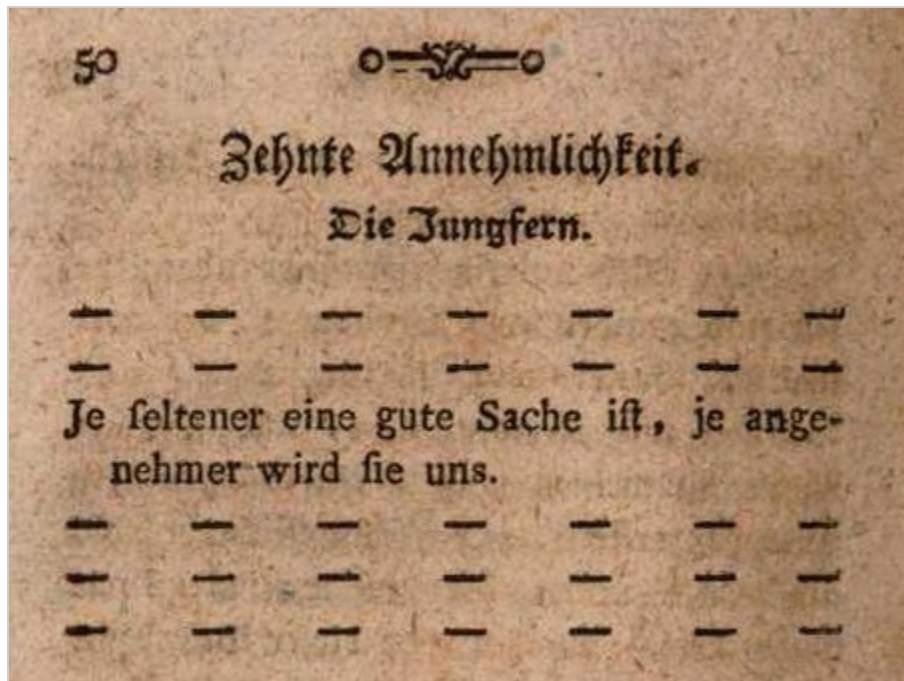 50
Zehnte Annehmlichkeit.
Die Jungfern.
— — — — — — —
— — — — — — —
Je ſeltener eine gute Sache iſt, je ange-
nehmer wird ſie uns.
— — — — — — —
— — — — — — —
— — — — — — —